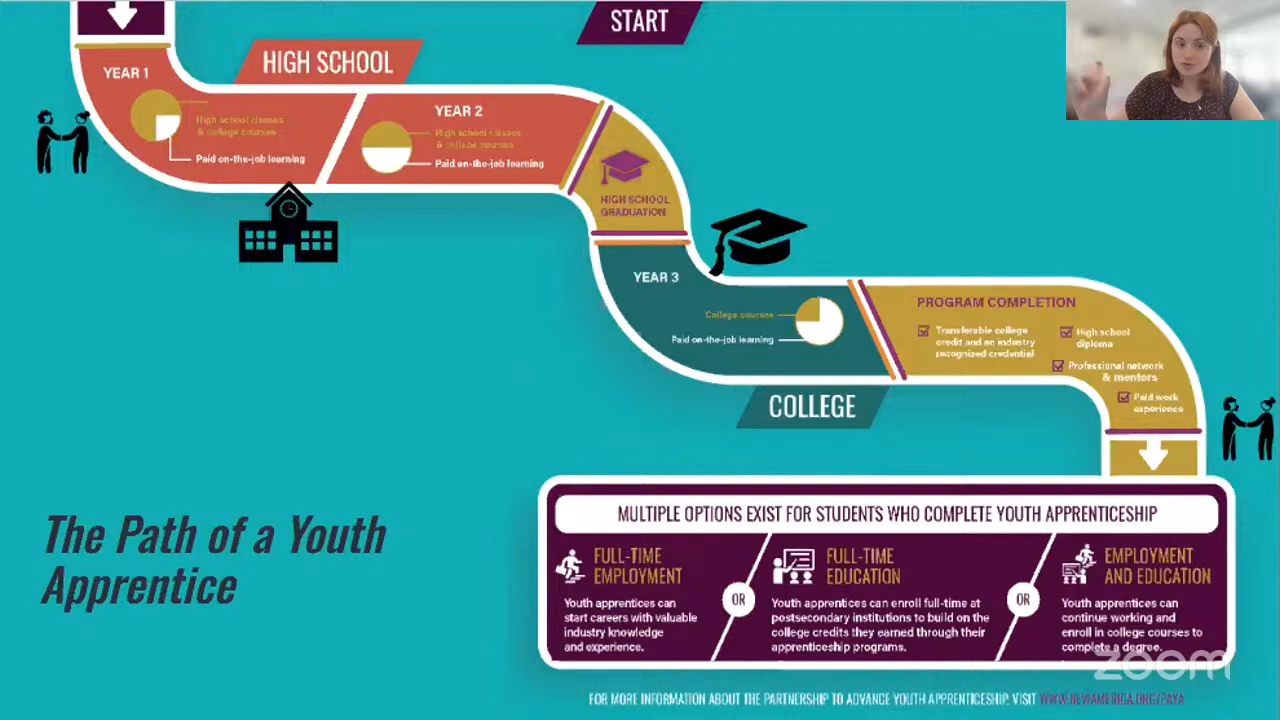 START
HIGH SCHOOL
YEAR 1
High school classes
& college courses
Paid on-the-job learning
YEAR 2
High school classes
& college courses
Paid on-the-job learning
HIGH SCHOOL
GRADUATION
YEAR 3
College courses
Paid on-the-job learning
COLLEGE
PROGRAM COMPLETION
Transferable college
credit and an industry
recognized credential
High school
diploma
Professional network
& mentors
Paid work
experience
The Path of a Youth
Apprentice
MULTIPLE OPTIONS EXIST FOR STUDENTS WHO COMPLETE YOUTH APPRENTICESHIP
FULL-TIME
EMPLOYMENT
Youth apprentices can
start careers with valuable
industry knowledge
and experience.
OR
FULL-TIME
EDUCATION
Youth apprentices can enroll full-time at
postsecondary institutions to build on the
college credits they earned through their
apprenticeship programs.
OR
EMPLOYMENT
AND EDUCATION
Youth apprentices can
continue working and
enroll in college courses to
complete a degree.
zoom
FOR MORE INFORMATION ABOUT THE PARTNERSHIP TO ADVANCE YOUTH APPRENTICESHIP, VISIT WWW.NEWAMERICA.ORG/PAYA